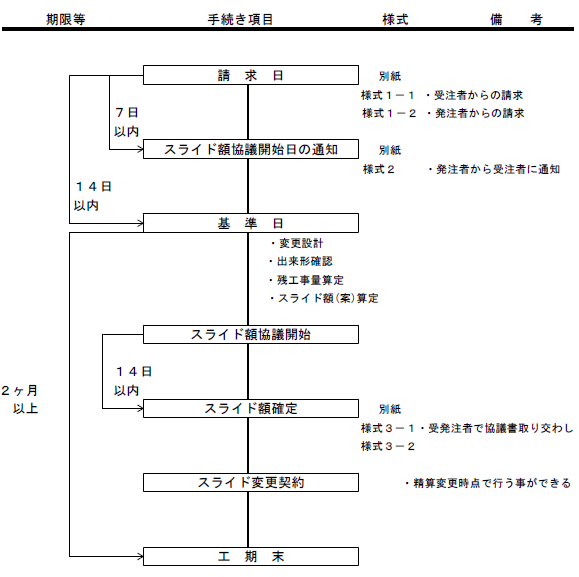 期限等　手続き項目　様式　備　考
請　求　日　別紙
様式１－１　・受注者からの請求
７日　様式１－２　・発注者からの請求
以内
スライド額協議開始日の通知　別紙
様式２　・発注者から受注者に通知
１４日
以内
基　準　日
・変更設計
・出来形確認
・残工事量算定
・スライド額(案)算定
スライド額協議開始
１４日
以内
２ヶ月
以上
スライド額確定　別紙
様式３－１・受発注者で協議書取り交わし
様式３－２
スライド変更契約　・精算変更時点で行う事ができる
工　期　末